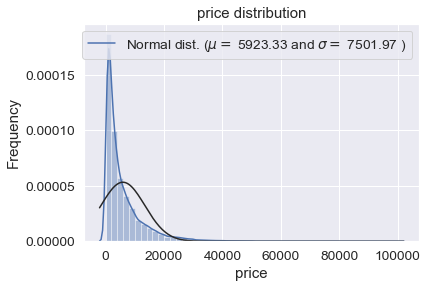 price distribution
Normal dist. (μ = 5923.33 and σ = 7501.97 )
0.00015
0.00010
0.00005
0.00000
Frequency
0 20000 40000 60000 80000 100000
price